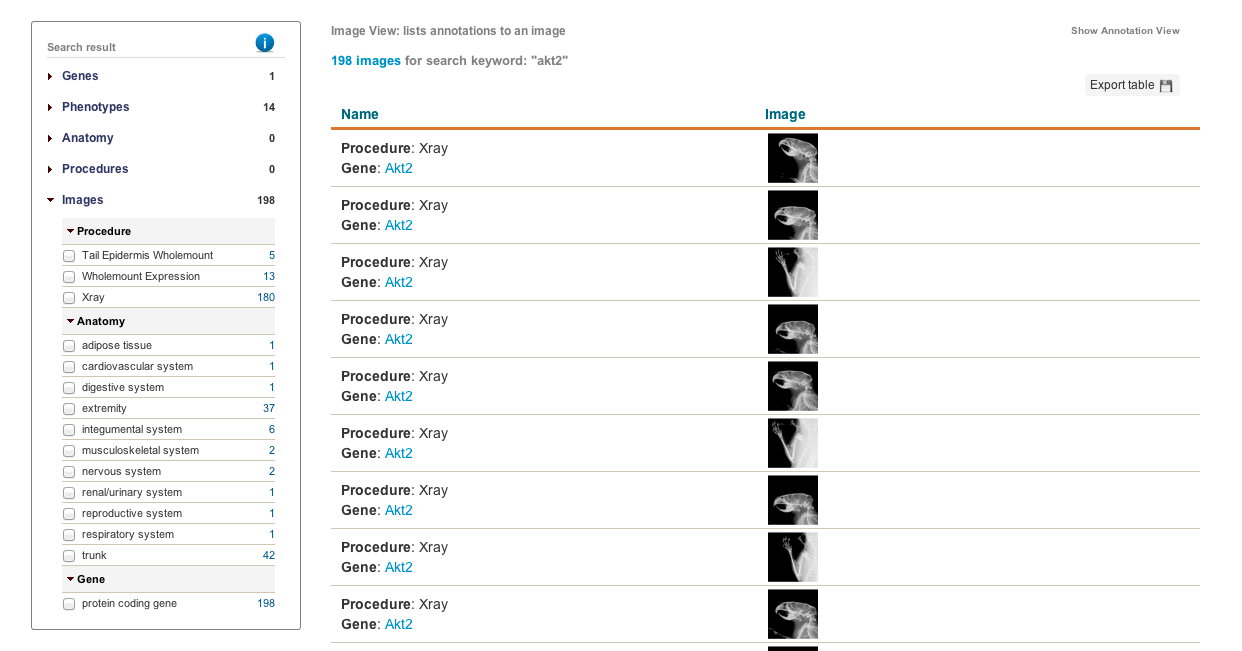 Search result
Genes 1
Phenotypes 14
Anatomy 0
Procedures 0
Images 198
Procedure
Tail Epidermis Wholemount 5
Wholemount Expression 13
Xray 180
Anatomy
adipose tissue 1
cardiovascular system 1
digestive system 1
extremity 37
integumental system 6
musculoskeletal system 2
nervous system 2
renal/urinary system 1
reproductive system 1
respiratory system 1
trunk 42
Gene
protein coding gene 198
Image View: lists annotations to an image
Show Annotation View
198 images for search keyword: "akt2"
Export table
Name Image
Procedure: Xray
Gene: Akt2
Procedure: Xray
Gene: Akt2
Procedure: Xray
Gene: Akt2
Procedure: Xray
Gene: Akt2
Procedure: Xray
Gene: Akt2
Procedure: Xray
Gene: Akt2
Procedure: Xray
Gene: Akt2
Procedure: Xray
Gene: Akt2
Procedure: Xray
Gene: Akt2